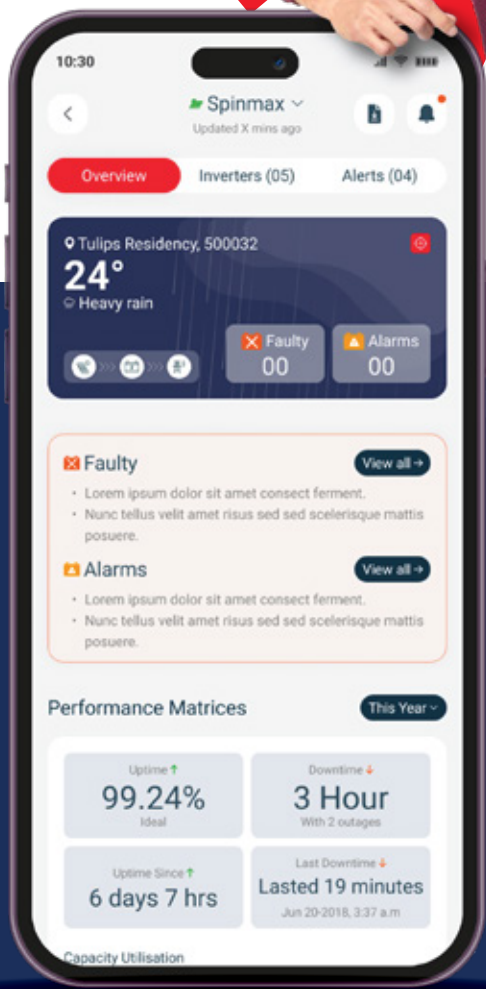 10:30
Spinmax
Updated X mins ago
Overview
Inverters (05)
Alerts (04)
Tulips Residency, 500032
24°
Heavy rain
Faulty
00
Alarms
00
Faulty
View all →
• Lorem ipsum dolor sit amet consect ferment.
• Nunc tellus velit amet risus sed sed scelerisque mattis
posuere.
Alarms
View all →
• Lorem ipsum dolor sit amet consect ferment.
• Nunc tellus velit amet risus sed sed scelerisque mattis
posuere.
Performance Matrices
This Year
Uptime ↑
99.24%
Ideal
Downtime ↓
3 Hour
With 2 outages
Uptime Since ↑
6 days 7 hrs
Last Downtime ↓
Lasted 19 minutes
Jun 20-2018, 3:37 a.m
Capacity Utilisation